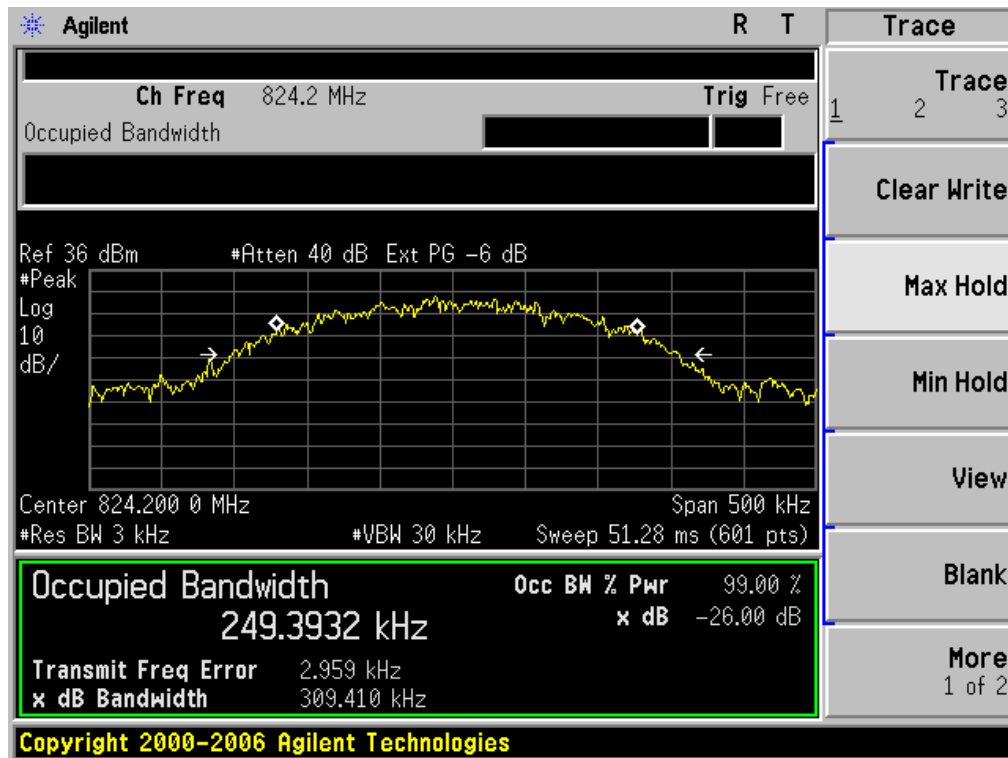 Agilent R T Trace
Ch Freq 824.2 MHz Trig Free
Occupied Bandwidth
Trace
1 2 3
Clear Write
Max Hold
Min Hold
View
Blank
More
1 of 2
Ref 36 dBm #Atten 40 dB Ext PG -6 dB
#Peak
Log
10
dB/
Center 824.200 0 MHz Span 500 kHz
#Res BW 3 kHz #VBW 30 kHz Sweep 51.28 ms (601 pts)
Occupied Bandwidth
249.3932 kHz
Occ BW % Pwr 99.00 %
x dB -26.00 dB
Transmit Freq Error 2.959 kHz
x dB Bandwidth 309.410 kHz
Copyright 2000-2006 Agilent Technologies